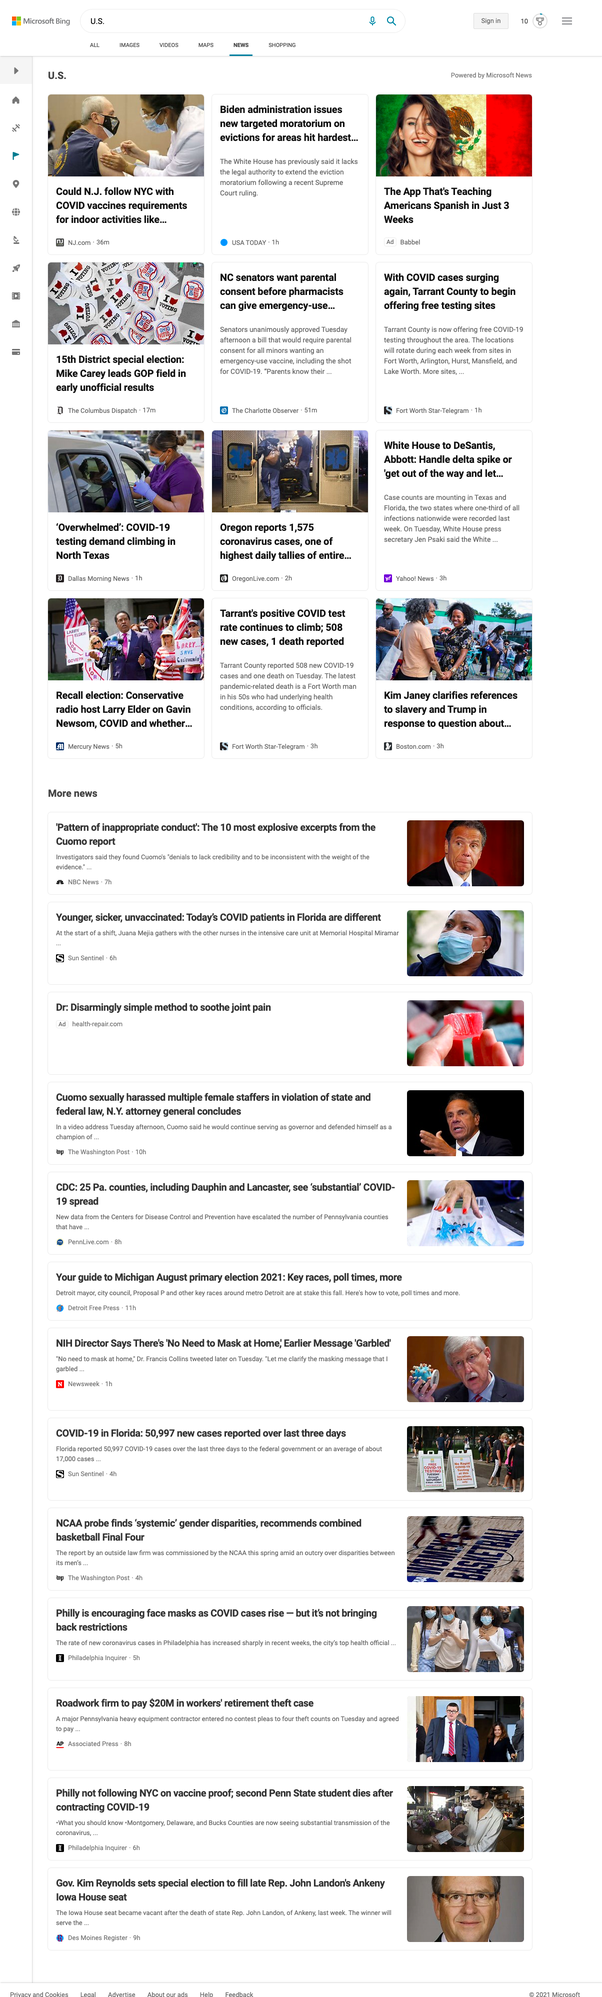 Microsoft Bing
U.S.
Sign in
10
ALL
IMAGES
VIDEOS
MAPS
NEWS
SHOPPING
U.S.
Powered by Microsoft News
Could N.J. follow NYC with
COVID vaccines requirements
for indoor activities like...
NJ.com · 36m
Biden administration issues
new targeted moratorium on
evictions for areas hit hardest...
The White House has previously said it lacks
the legal authority to extend the eviction
moratorium following a recent Supreme
Court ruling.
USA TODAY · 1h
The App That's Teaching
Americans Spanish in Just 3
Weeks
Ad Babbel
15th District special election:
Mike Carey leads GOP field in
early unofficial results
The Columbus Dispatch · 17m
NC senators want parental
consent before pharmacists
can give emergency-use...
Senators unanimously approved Tuesday
afternoon a bill that would require parental
consent for all minors wanting an
emergency-use vaccine, including the shot
for COVID-19. "Parents know their ...
The Charlotte Observer · 51m
With COVID cases surging
again, Tarrant County to begin
offering free testing sites
Tarrant County is now offering free COVID-19
testing throughout the area. The locations
will rotate during each week from sites in
Fort Worth, Arlington, Hurst, Mansfield, and
Lake Worth. More sites, ...
Fort Worth Star-Telegram · 1h
'Overwhelmed': COVID-19
testing demand climbing in
North Texas
Dallas Morning News · 1h
Oregon reports 1,575
coronavirus cases, one of
highest daily tallies of entire...
OregonLive.com · 2h
White House to DeSantis,
Abbott: Handle delta spike or
'get out of the way and let...
Case counts are mounting in Texas and
Florida, the two states where one-third of all
infections nationwide were recorded last
week. On Tuesday, White House press
secretary Jen Psaki said the White ...
Yahoo! News · 3h
Recall election: Conservative
radio host Larry Elder on Gavin
Newsom, COVID and whether...
Mercury News · 5h
Tarrant's positive COVID test
rate continues to climb; 508
new cases, 1 death reported
Tarrant County reported 508 new COVID-19
cases and one death on Tuesday. The latest
pandemic-related death is a Fort Worth man
in his 50s who had underlying health
conditions, according to officials.
Fort Worth Star-Telegram · 3h
Kim Janey clarifies references
to slavery and Trump in
response to question about...
Boston.com · 3h
More news
'Pattern of inappropriate conduct': The 10 most explosive excerpts from the
Cuomo report
Investigators said they found Cuomo's "denials to lack credibility and to be inconsistent with the weight of the
evidence." ...
NBC News · 7h
Younger, sicker, unvaccinated: Today's COVID patients in Florida are different
At the start of a shift, Juana Mejia gathers with the other nurses in the intensive care unit at Memorial Hospital Miramar
...
Sun Sentinel · 6h
Dr: Disarmingly simple method to soothe joint pain
Ad health-repair.com
Cuomo sexually harassed multiple female staffers in violation of state and
federal law, N.Y. attorney general concludes
In a video address Tuesday afternoon, Cuomo said he would continue serving as governor and defended himself as a
champion of ...
The Washington Post · 10h
CDC: 25 Pa. counties, including Dauphin and Lancaster, see 'substantial' COVID-
19 spread
New data from the Centers for Disease Control and Prevention have escalated the number of Pennsylvania counties
that have ...
PennLive.com · 8h
Your guide to Michigan August primary election 2021: Key races, poll times, more
Detroit mayor, city council, Proposal P and other key races around metro Detroit are at stake this fall. Here's how to vote, poll times and more.
Detroit Free Press · 11h
NIH Director Says There's 'No Need to Mask at Home,' Earlier Message 'Garbled'
"No need to mask at home," Dr. Francis Collins tweeted later on Tuesday. "Let me clarify the masking message that I
garbled ...
Newsweek · 1h
COVID-19 in Florida: 50,997 new cases reported over last three days
Florida reported 50,997 COVID-19 cases over the last three days to the federal government or an average of about
17,000 cases ...
Sun Sentinel · 4h
NCAA probe finds 'systemic' gender disparities, recommends combined
basketball Final Four
The report by an outside law firm was commissioned by the NCAA this spring amid an outcry over disparities between
its men's ...
The Washington Post · 4h
Philly is encouraging face masks as COVID cases rise — but it's not bringing
back restrictions
The rate of new coronavirus cases in Philadelphia has increased sharply in recent weeks, the city's top health official ...
Philadelphia Inquirer · 5h
Roadwork firm to pay $20M in workers' retirement theft case
A major Pennsylvania heavy equipment contractor entered no contest pleas to four theft counts on Tuesday and agreed
to pay ...
Associated Press · 8h
Philly not following NYC on vaccine proof; second Penn State student dies after
contracting COVID-19
•What you should know •Montgomery, Delaware, and Bucks Counties are now seeing substantial transmission of the
coronavirus, ...
Philadelphia Inquirer · 6h
Gov. Kim Reynolds sets special election to fill late Rep. John Landon's Ankeny
Iowa House seat
The Iowa House seat became vacant after the death of state Rep. John Landon, of Ankeny, last week. The winner will
serve the ...
Des Moines Register · 9h
Privacy and Cookies
Legal
Advertise
About our ads
Help
Feedback
© 2021 Microsoft